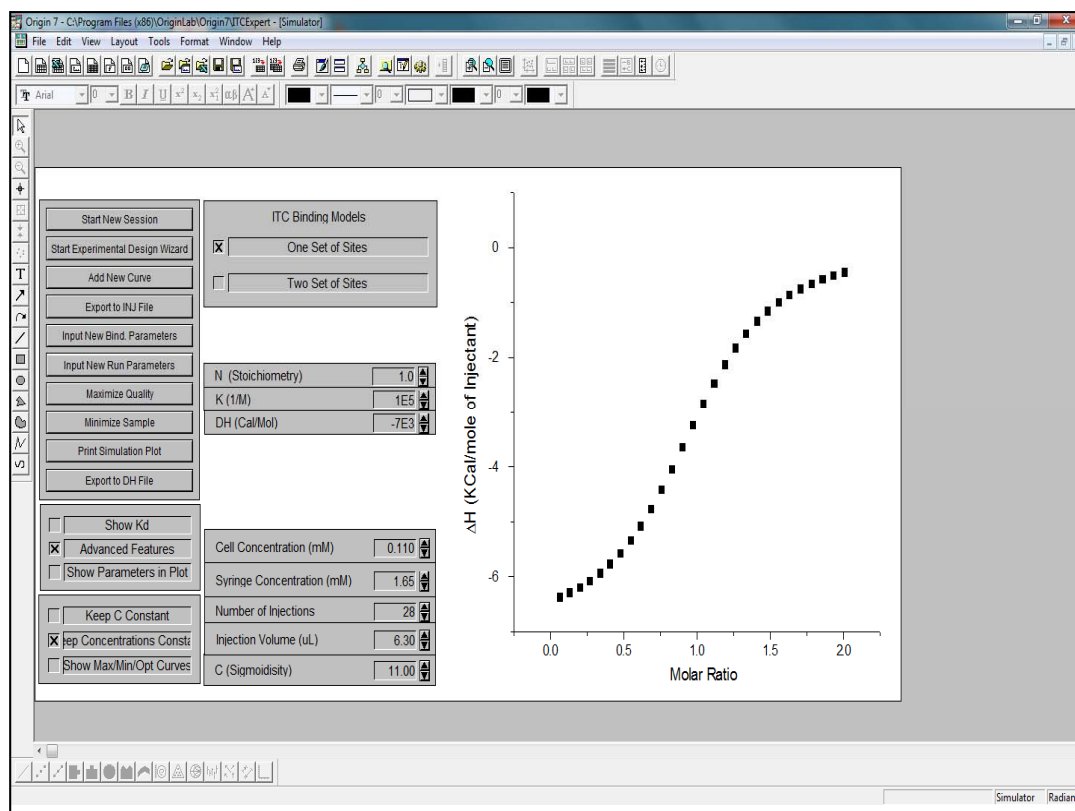 Origin 7 - C:\Program Files (x86)\OriginLab\Origin7\ITCExpert - [Simulator]
File Edit View Layout Tools Format Window Help
Arial 0 B I U αβ A A 0 0
Start New Session
Start Experimental Design Wizard
Add New Curve
Export to INJ File
Input New Bind. Parameters
Input New Run Parameters
Maximize Quality
Minimize Sample
Print Simulation Plot
Export to DH File
Show Kd
X Advanced Features
Show Parameters in Plot
Keep C Constant
X eep Concentrations Consta
Show Max/Min/Opt Curves
ITC Binding Models
X One Set of Sites
Two Set of Sites
N (Stoichiometry) 1.0
K (1/M) 1E5
DH (Cal/Mol) -7E3
Cell Concentration (mM) 0.110
Syringe Concentration (mM) 1.65
Number of Injections 28
Injection Volume (uL) 6.30
C (Sigmoidisity) 11.00
0
-2
-4
-6
ΔH (KCal/mole of Injectant)
0.0 0.5 1.0 1.5 2.0
Molar Ratio
Simulator Radian